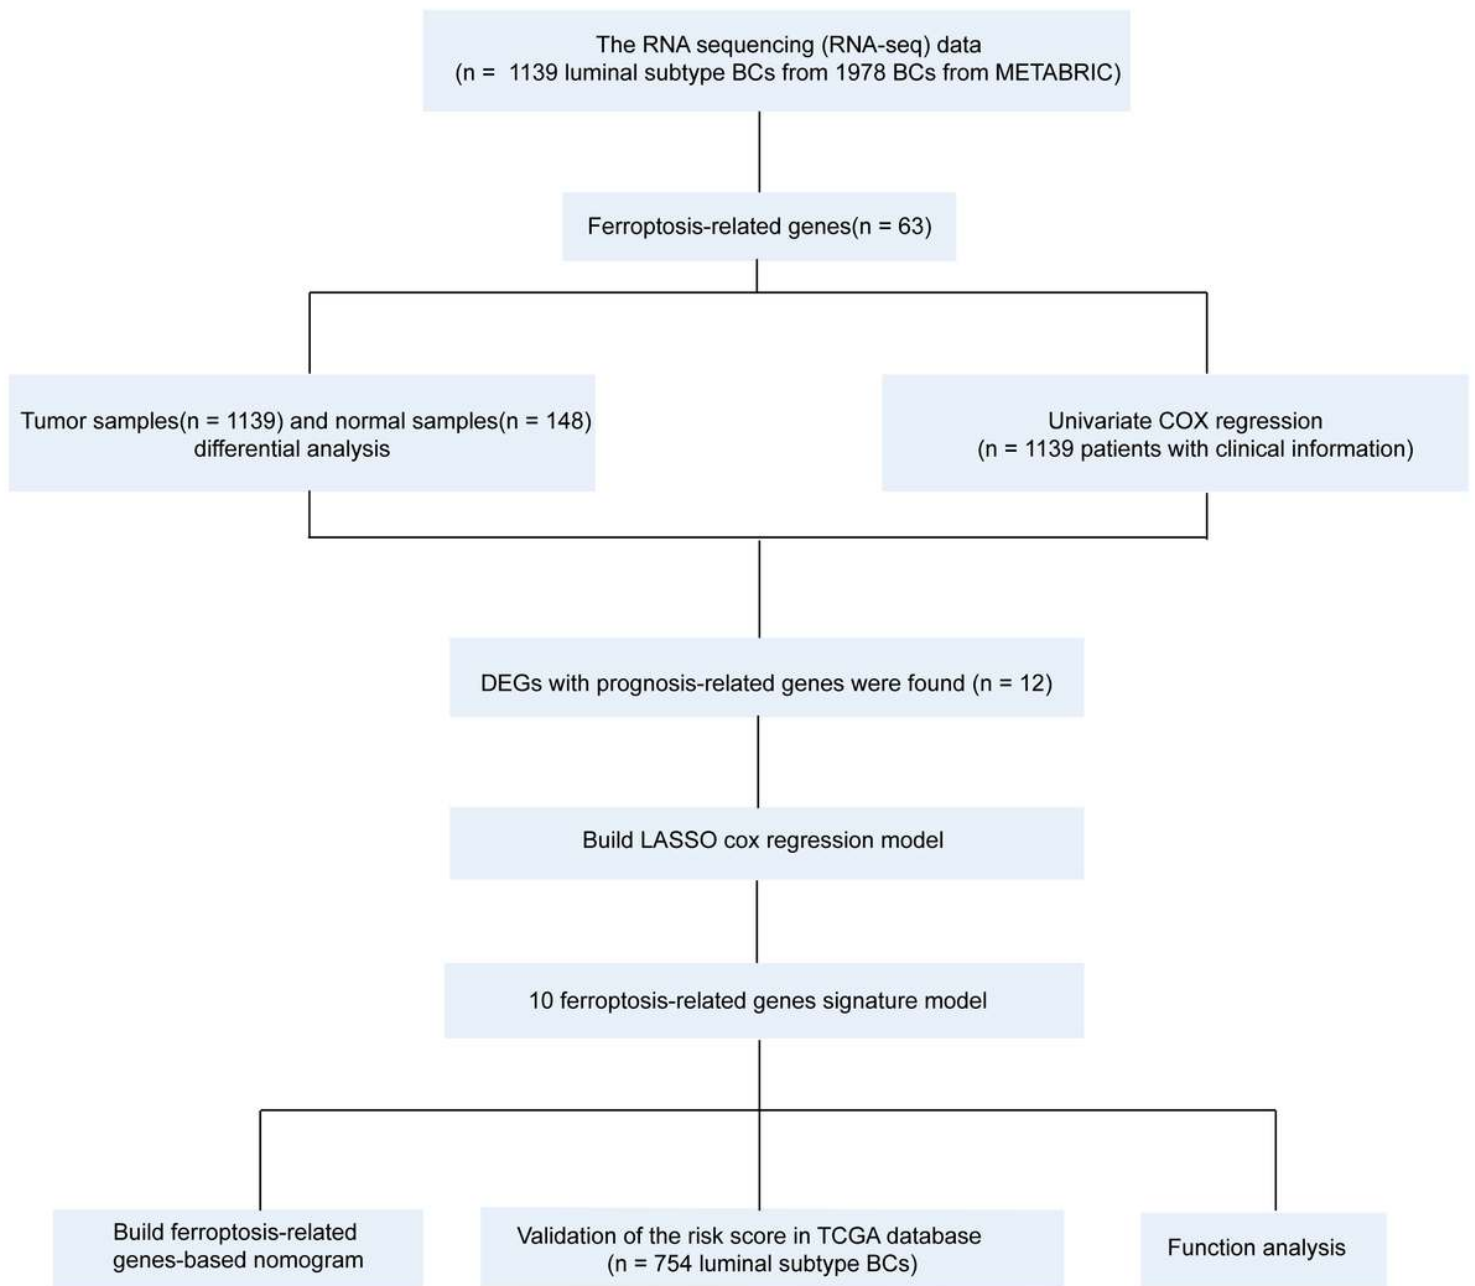 The RNA sequencing (RNA-seq) data
(n = 1139 luminal subtype BCs from 1978 BCs from METABRIC)
Ferroptosis-related genes(n = 63)
Tumor samples(n = 1139) and normal samples(n = 148)
differential analysis
Univariate COX regression
(n = 1139 patients with clinical information)
DEGs with prognosis-related genes were found (n = 12)
Build LASSO cox regression model
10 ferroptosis-related genes signature model
Build ferroptosis-related
genes-based nomogram
Validation of the risk score in TCGA database
(n = 754 luminal subtype BCs)
Function analysis